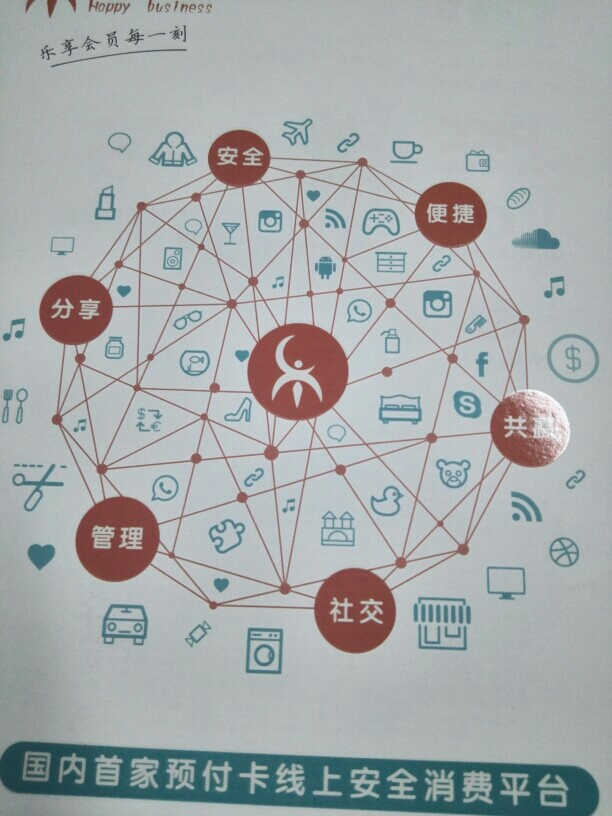 Happy business
乐享会员每一刻
安全
便捷
分享
共赢
管理
社交
国内首家预付卡线上安全消费平台